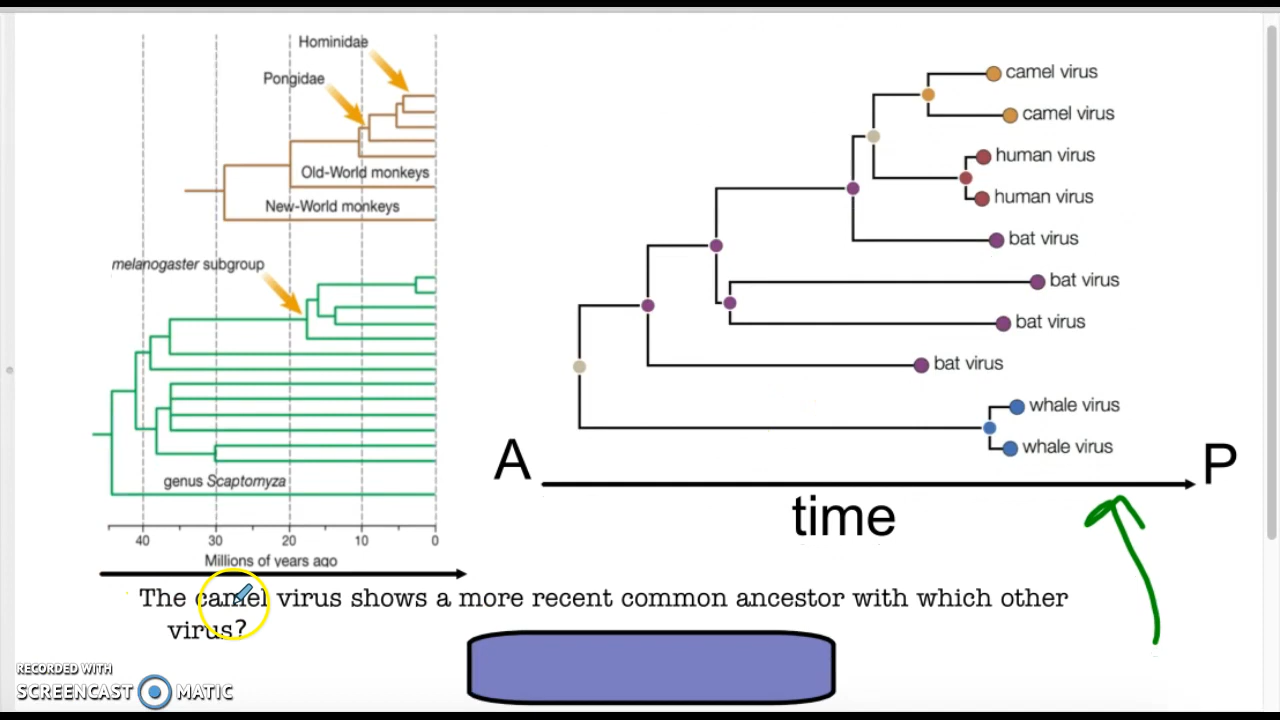 Hominidae
Pongidae
Old-World monkeys
New-World monkeys
melanogaster subgroup
genus Scaptomyza
40 30 20 10 0
Millions of years ago
camel virus
camel virus
human virus
human virus
bat virus
bat virus
bat virus
bat virus
whale virus
whale virus
A
P
time
The camel virus shows a more recent common ancestor with which other
virus?
RECORDED WITH
SCREENCAST MATIC